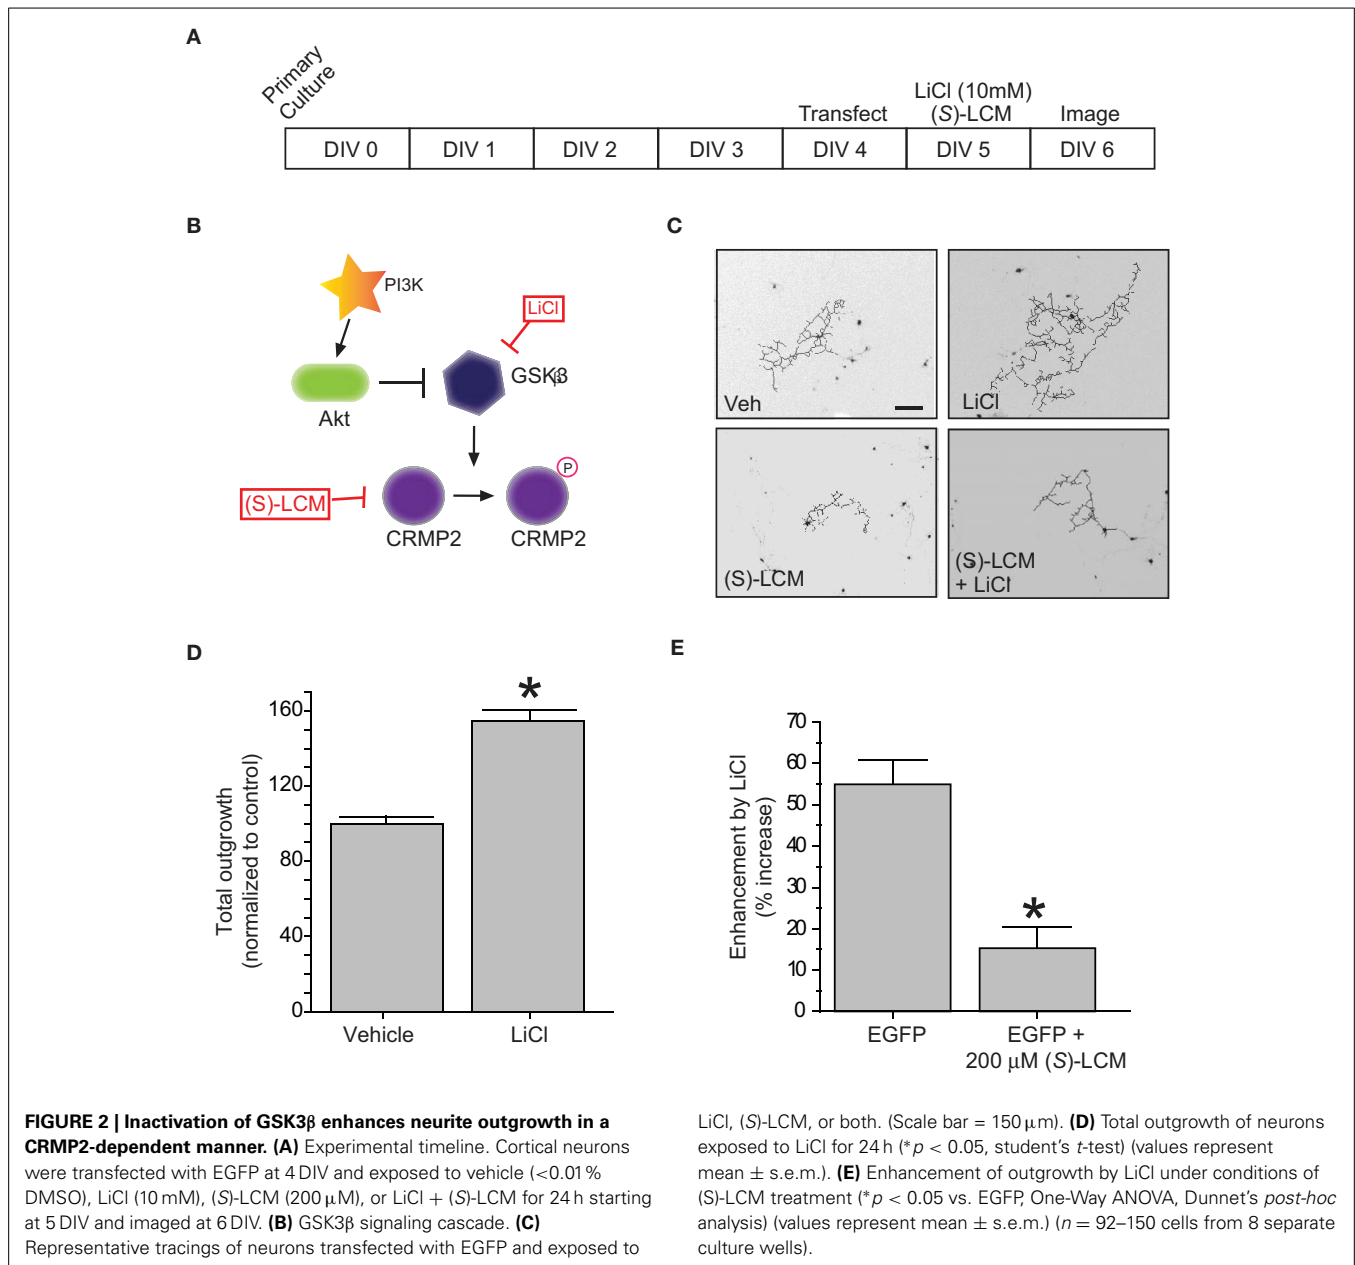 A
Primary
Culture
Transfect
LiCl (10mM)
(S)-LCM
Image
DIV 0
DIV 1
DIV 2
DIV 3
DIV 4
DIV 5
DIV 6
B
PI3K
LiCl
GSK3β
Akt
P
(S)-LCM
CRMP2
CRMP2
C
Veh
LiCl
(S)-LCM
(S)-LCM
+ LiCl
D
Total outgrowth
(normalized to control)
160
120
80
40
0
*
Vehicle
LiCl
E
Enhancement by LiCl
(% increase)
70
60
50
40
30
20
10
0
*
EGFP
EGFP +
200 μM (S)-LCM
FIGURE 2 | Inactivation of GSK3β enhances neurite outgrowth in a
CRMP2-dependent manner. (A) Experimental timeline. Cortical neurons
were transfected with EGFP at 4 DIV and exposed to vehicle (<0.01%
DMSO), LiCl (10 mM), (S)-LCM (200 μM), or LiCl + (S)-LCM for 24 h starting
at 5 DIV and imaged at 6 DIV. (B) GSK3β signaling cascade. (C)
Representative tracings of neurons transfected with EGFP and exposed to
LiCl, (S)-LCM, or both. (Scale bar = 150 μm). (D) Total outgrowth of neurons
exposed to LiCl for 24 h (*p < 0.05, student's t-test) (values represent
mean ± s.e.m.). (E) Enhancement of outgrowth by LiCl under conditions of
(S)-LCM treatment (*p < 0.05 vs. EGFP, One-Way ANOVA, Dunnet's post-hoc
analysis) (values represent mean ± s.e.m.) (n = 92–150 cells from 8 separate
culture wells).